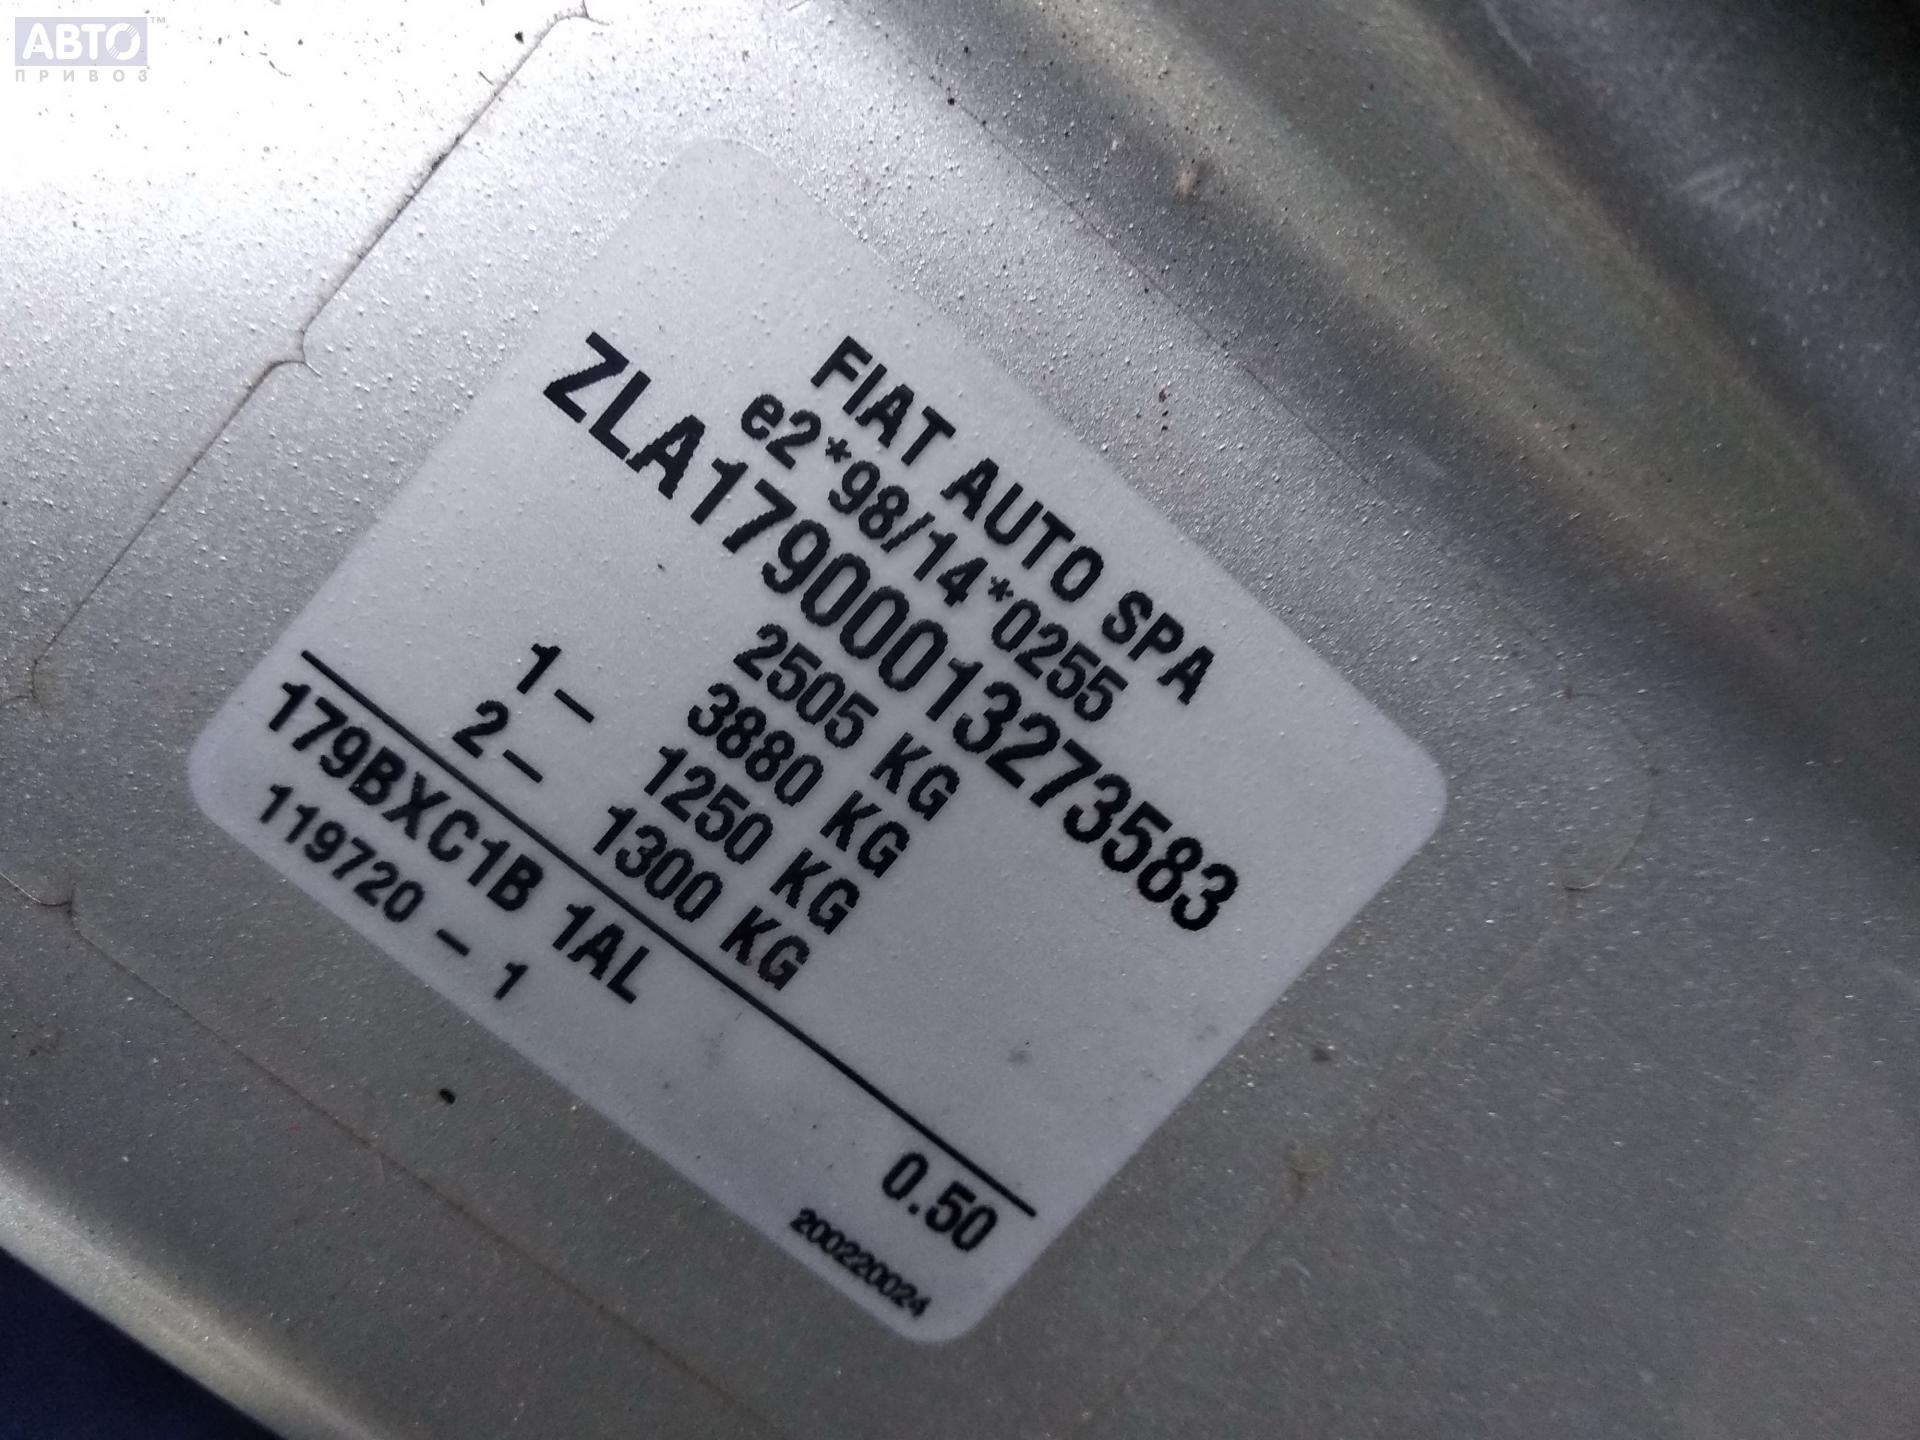 АВТО™
ПРИВОЗ
FIAT AUTO SPA
e2*98/14*0255
ZLA17900013273583
2505 KG
3880 KG
1- 1250 KG
2- 1300 KG
179BXC1B 1AL 0.50
119720 - 1 200220024